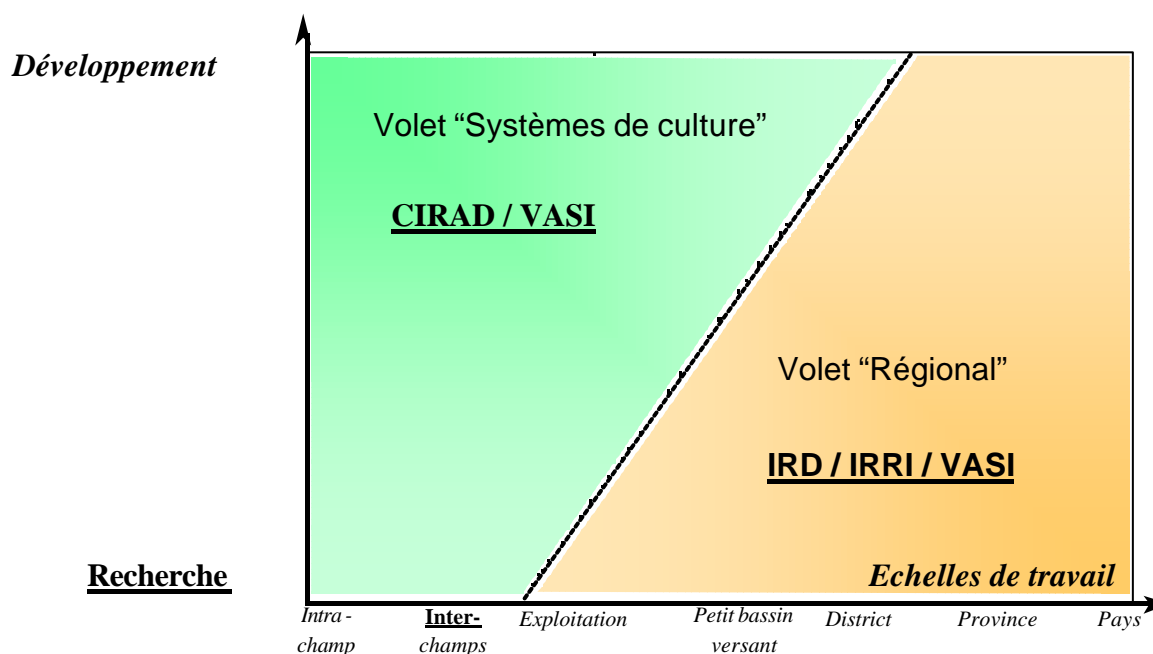 Développement
Volet “Systèmes de culture”
CIRAD / VASI
Volet “Régional”
IRD / IRRI / VASI
Recherche
Echelles de travail
Intra -
champ
Inter-
champs
Exploitation
Petit bassin
versant
District
Province
Pays